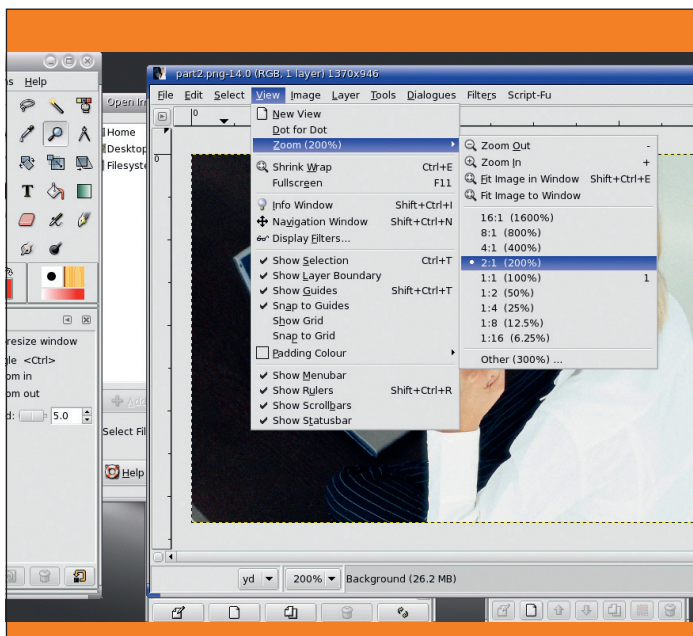 part2.png-14.0 (RGB, 1 layer) 1370x946
File Edit Select View Image Layer Tools Dialogues Filters Script-Fu
Help
Open
Home
Desktop
0
0
New View
Dot for Dot
Zoom (200%)
Shrink Wrap Ctrl+E
Fullscreen F11
Info Window Shift+Ctrl+I
Navigation Window Shift+Ctrl+N
Display Filters...
Show Selection Ctrl+T
Show Layer Boundary
Show Guides Shift+Ctrl+T
Snap to Guides
Show Grid
Snap to Grid
Padding Colour
Show Menubar
Show Rulers Shift+Ctrl+R
Show Scrollbars
Show Statusbar
Zoom Out -
Zoom In +
Fit Image in Window Shift+Ctrl+E
Fit Image to Window
16:1 (1600%)
8:1 (800%)
4:1 (400%)
2:1 (200%)
1:1 (100%) 1
1:2 (50%)
1:4 (25%)
1:8 (12.5%)
1:16 (6.25%)
Other (300%) ...
resize window
<Ctrl>
in
out
5.0
Add
Select
Help
yd 200% Background (26.2 MB)